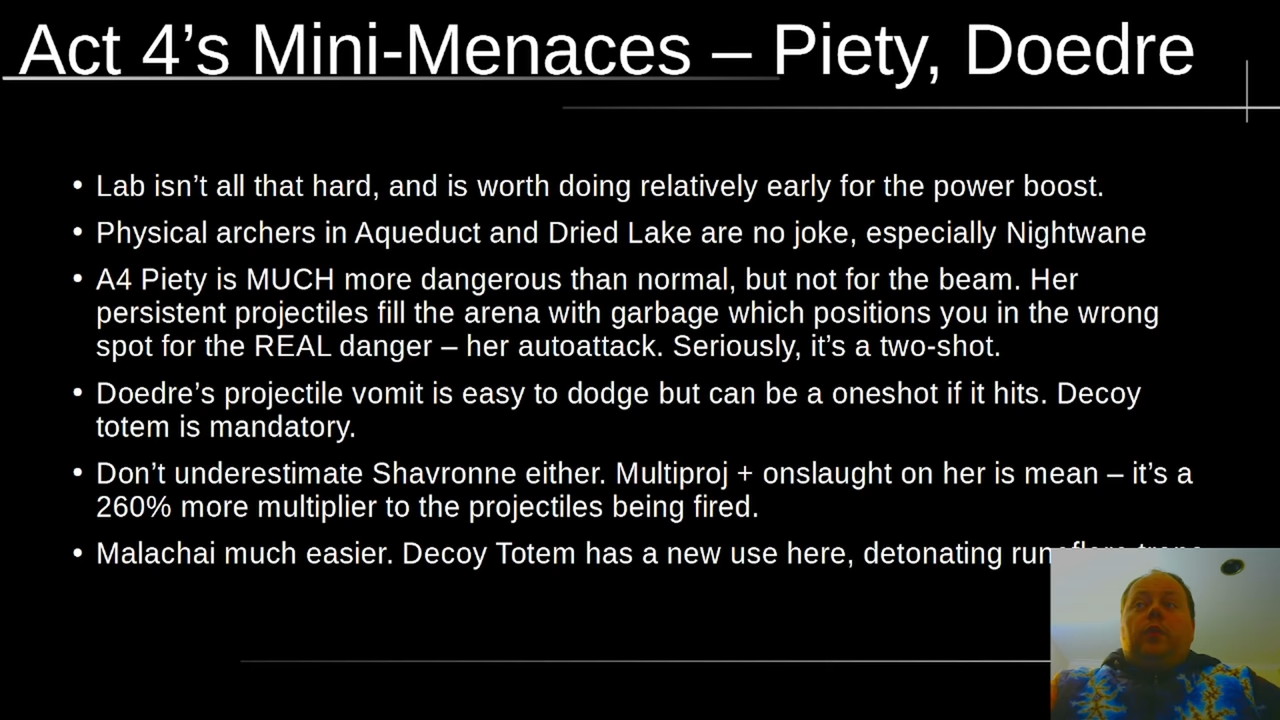 Act 4’s Mini-Menaces – Piety, Doedre
• Lab isn’t all that hard, and is worth doing relatively early for the power boost.
• Physical archers in Aqueduct and Dried Lake are no joke, especially Nightwane
• A4 Piety is MUCH more dangerous than normal, but not for the beam. Her
persistent projectiles fill the arena with garbage which positions you in the wrong
spot for the REAL danger – her autoattack. Seriously, it’s a two-shot.
• Doedre’s projectile vomit is easy to dodge but can be a oneshot if it hits. Decoy
totem is mandatory.
• Don’t underestimate Shavronne either. Multiproj + onslaught on her is mean – it’s a
260% more multiplier to the projectiles being fired.
• Malachai much easier. Decoy Totem has a new use here, detonating